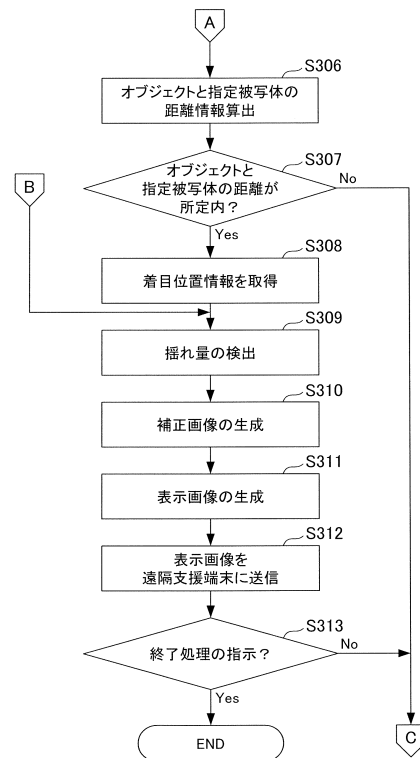 A
S306
オブジェクトと指定被写体の
距離情報算出
S307
オブジェクトと
指定被写体の距離が
所定内？
No
Yes
B
S308
着目位置情報を取得
S309
揺れ量の検出
S310
補正画像の生成
S311
表示画像の生成
S312
表示画像を
遠隔支援端末に送信
S313
終了処理の指示？
No
Yes
END
C